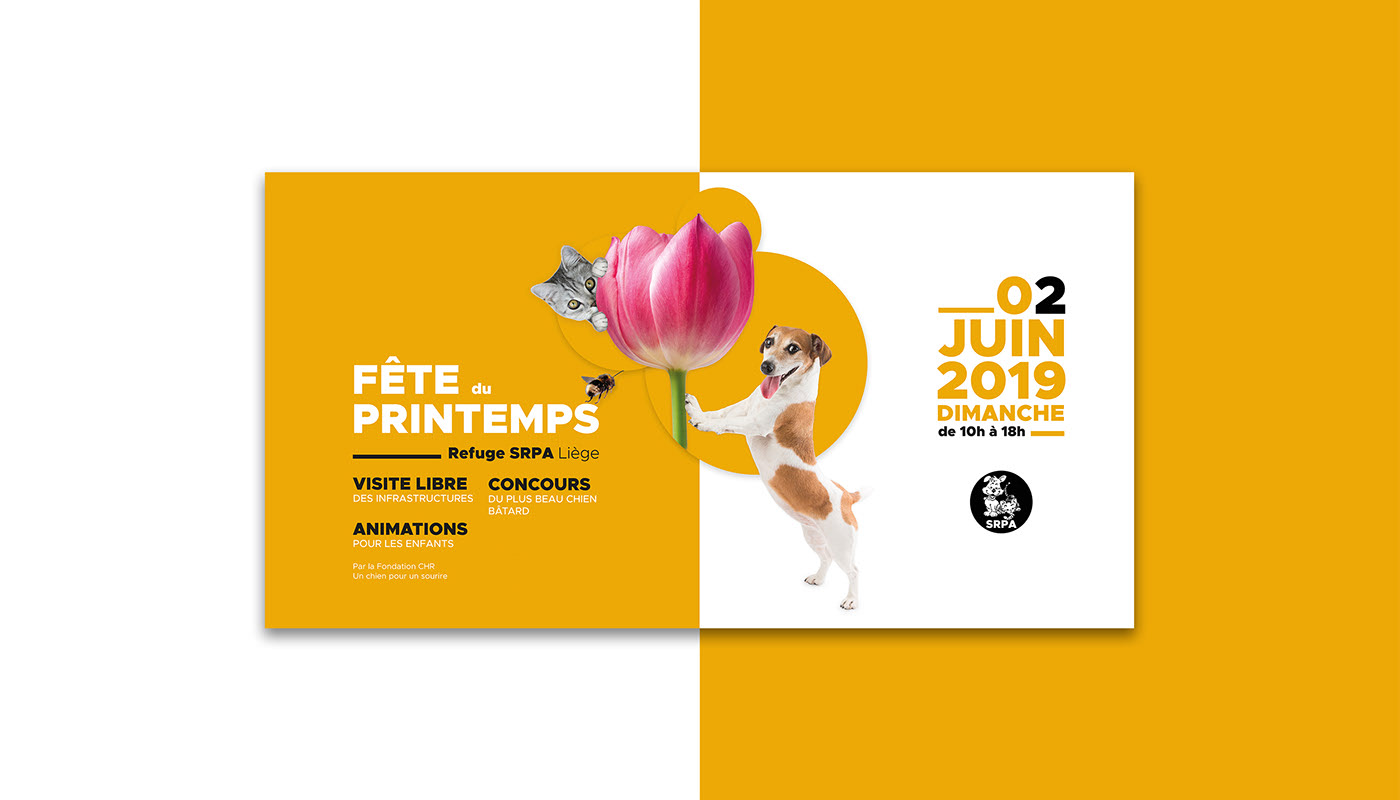 FÊTE du
PRINTEMPS
Refuge SRPA Liège
VISITE LIBRE
DES INFRASTRUCTURES
CONCOURS
DU PLUS BEAU CHIEN
BÂTARD
ANIMATIONS
POUR LES ENFANTS
Par la Fondation CHR
Un chien pour un sourire
02
JUIN
2019
DIMANCHE
de 10h à 18h
SRPA